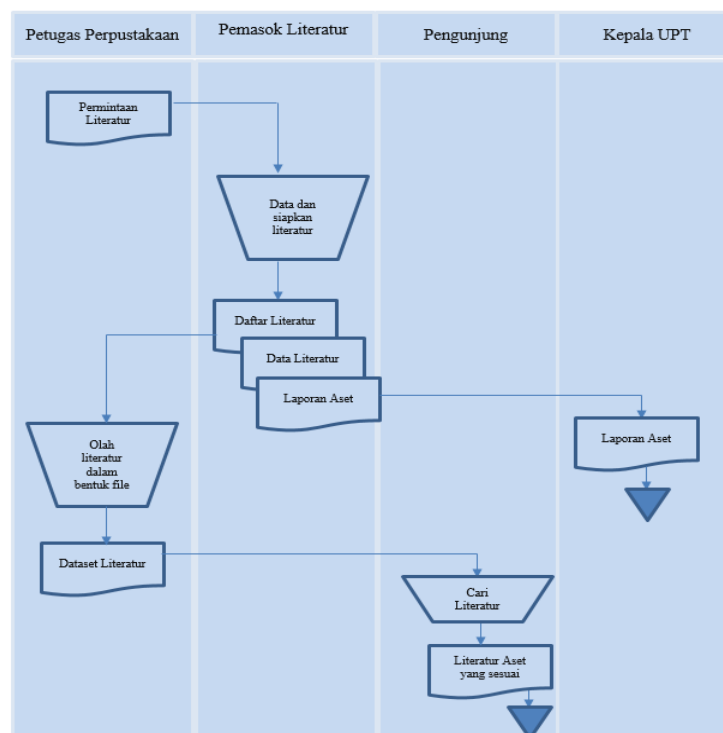 Petugas Perpustakaan
Pemasok Literatur
Pengunjung
Kepala UPT
Permintaan
Literatur
Data dan
siapkan
literatur
Daftar Literatur
Data Literatur
Laporan Aset
Laporan Aset
Olah
literatur
dalam
bentuk file
Dataset Literatur
Cari
Literatur
Literatur Aset
yang sesuai